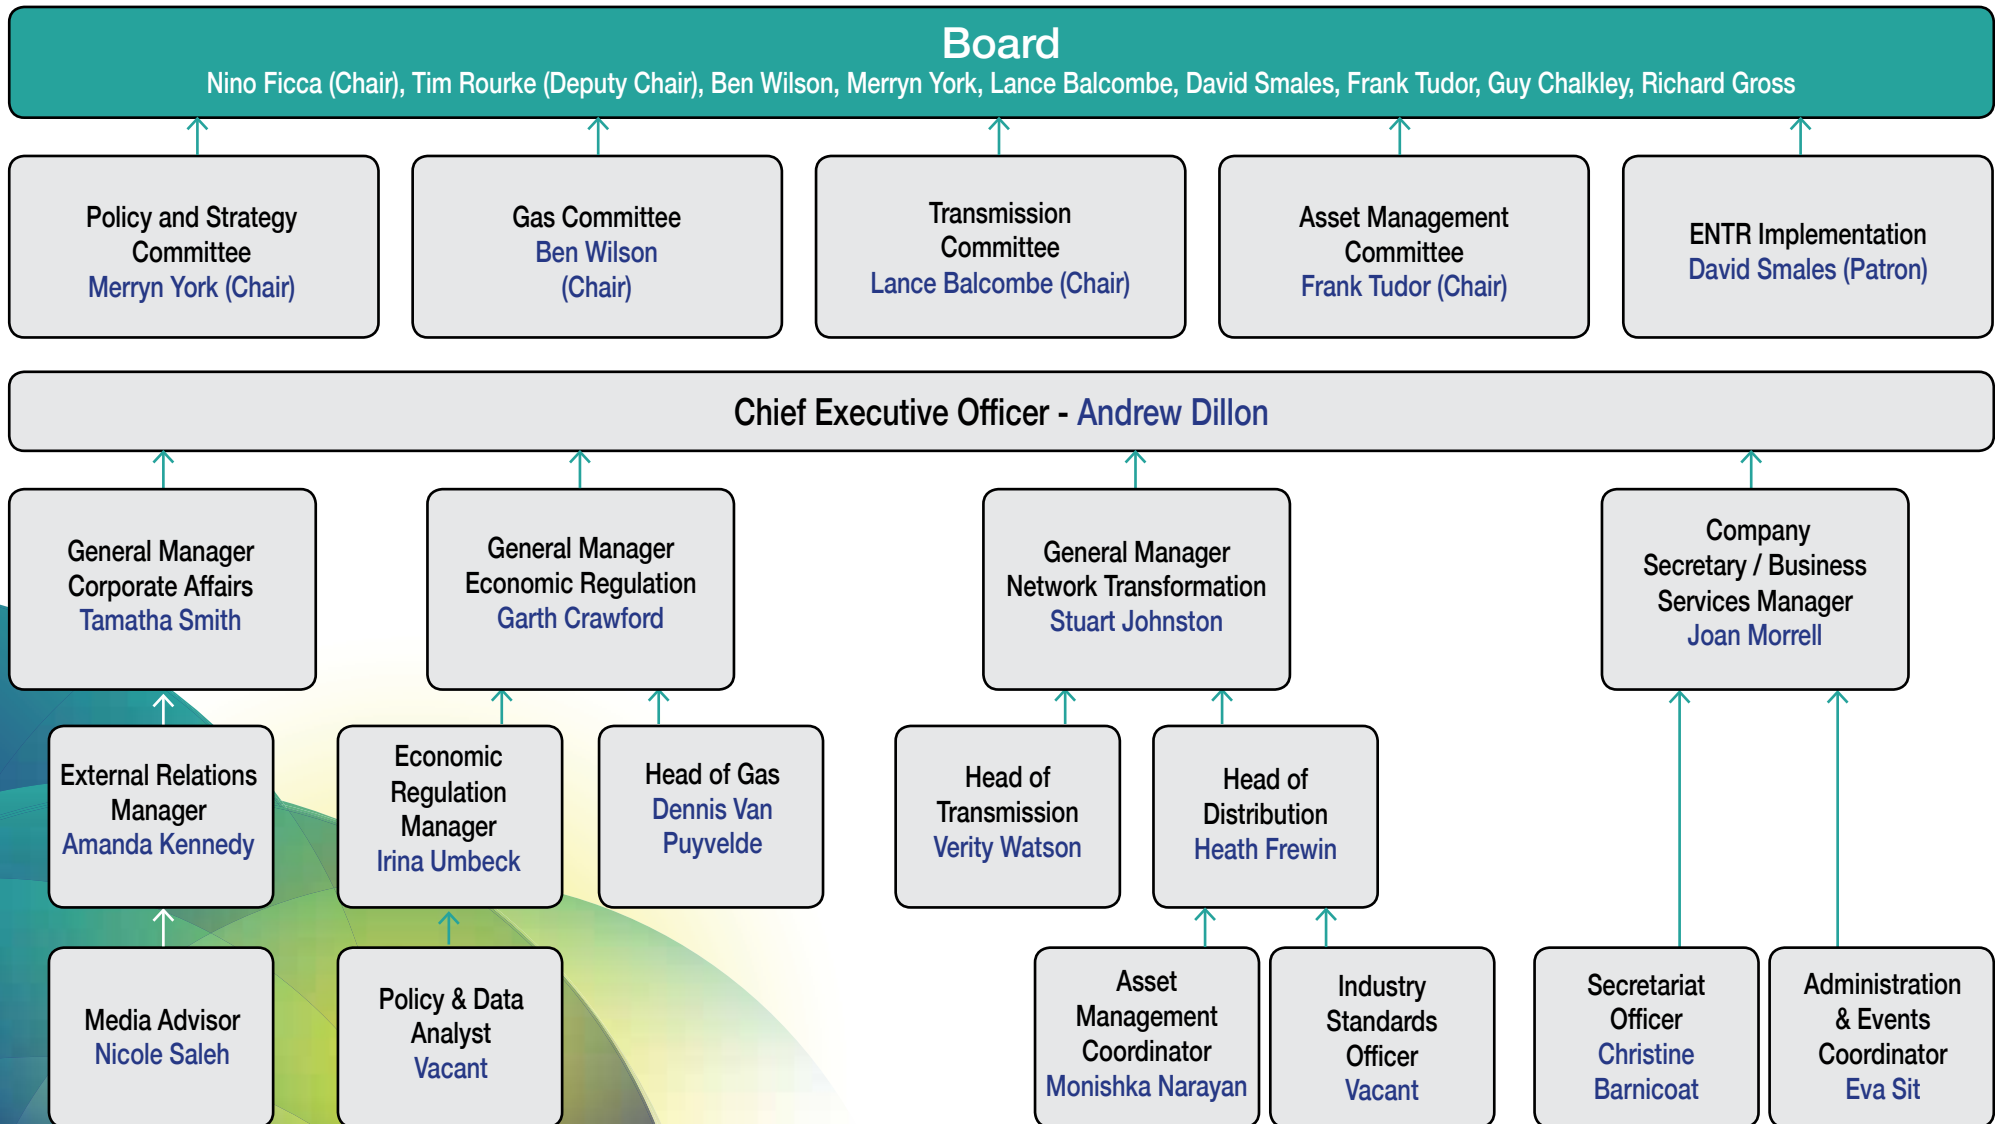 Board
Nino Ficca (Chair), Tim Rourke (Deputy Chair), Ben Wilson, Merryn York, Lance Balcombe, David Smales, Frank Tudor, Guy Chalkley, Richard Gross
Policy and Strategy
Committee
Merryn York (Chair)
Gas Committee
Ben Wilson
(Chair)
Transmission
Committee
Lance Balcombe (Chair)
Asset Management
Committee
Frank Tudor (Chair)
ENTR Implementation
David Smales (Patron)
Chief Executive Officer - Andrew Dillon
General Manager
Corporate Affairs
Tamatha Smith
General Manager
Economic Regulation
Garth Crawford
General Manager
Network Transformation
Stuart Johnston
Company
Secretary / Business
Services Manager
Joan Morrell
External Relations
Manager
Amanda Kennedy
Economic
Regulation
Manager
Irina Umbeck
Head of Gas
Dennis Van
Puyvelde
Head of
Transmission
Verity Watson
Head of
Distribution
Heath Frewin
Media Advisor
Nicole Saleh
Policy & Data
Analyst
Vacant
Asset
Management
Coordinator
Monishka Narayan
Industry
Standards
Officer
Vacant
Secretariat
Officer
Christine
Barnicoat
Administration
& Events
Coordinator
Eva Sit